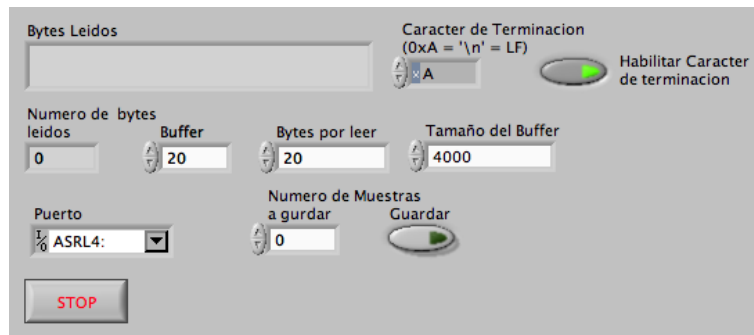 Bytes Leidos
Caracter de Terminacion
(0xA = '\n' = LF)
x A
Habilitar Caracter
de terminacion
Numero de bytes
leidos
Buffer
Bytes por leer
Tamaño del Buffer
0
20
20
4000
Numero de Muestras
Puerto
a gurdar
Guardar
I/O ASRL4:
0
STOP